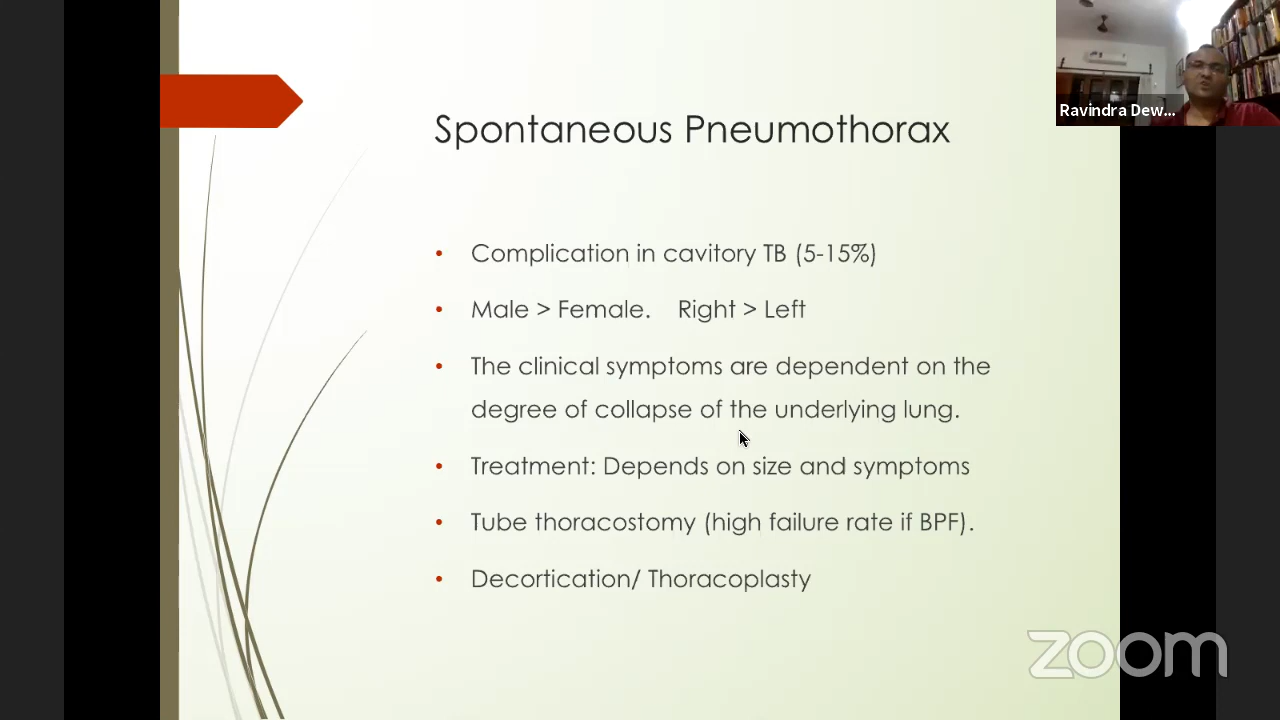 Spontaneous Pneumothorax
Ravindra Dew...
• Complication in cavitory TB (5-15%)
• Male > Female. Right > Left
• The clinical symptoms are dependent on the
degree of collapse of the underlying lung.
• Treatment: Depends on size and symptoms
• Tube thoracostomy (high failure rate if BPF).
• Decortication/ Thoracoplasty
zoom